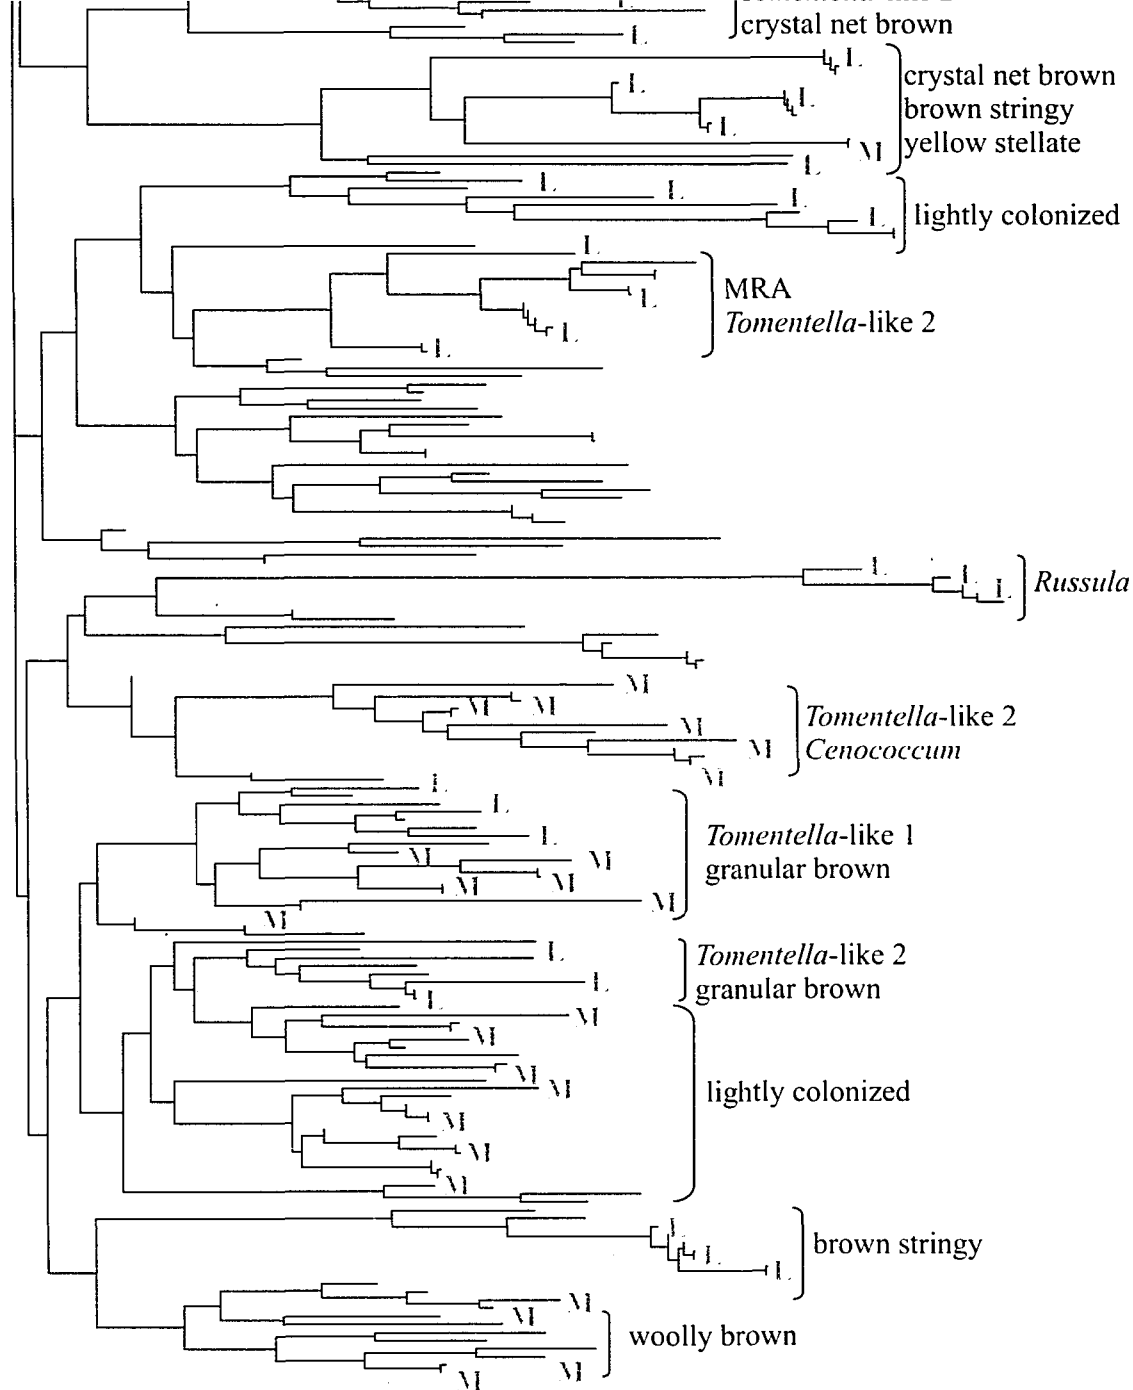 crystal net brown
L
L
crystal net brown
L
brown stringy
L
L
yellow stellate
M
L
L
L
L
L
lightly colonized
L
MRA
L
Tomentella-like 2
L
L
L
L
L
Russula
M
M
M
Tomentella-like 2
M
M
Cenococcum
M
L
L
L
Tomentella-like 1
M
M
granular brown
M
M
M
M
L
Tomentella-like 2
L
granular brown
L
M
M
M
M
lightly colonized
M
M
M
L
L
brown stringy
L
M
M
woolly brown
M
M